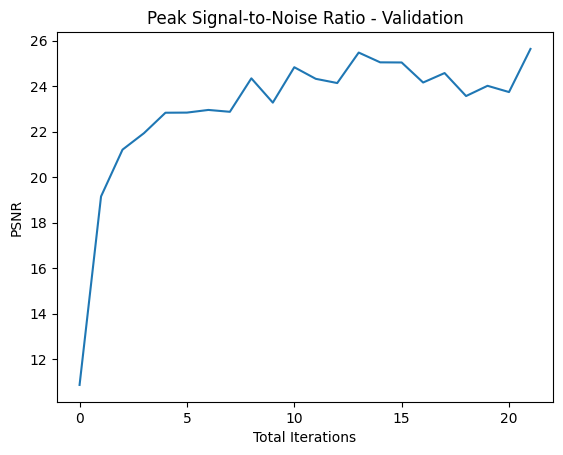 Peak Signal-to-Noise Ratio - Validation
26
24
22
20
18
16
14
12
PSNR
0 5 10 15 20
Total Iterations